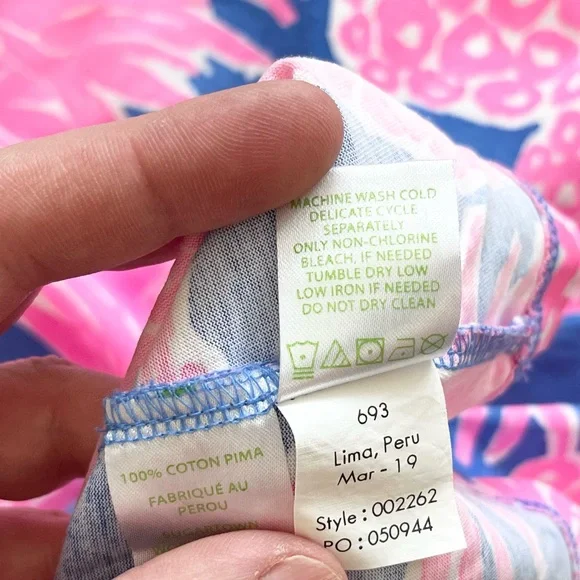 MACHINE WASH COLD
DELICATE CYCLE
SEPARATELY
ONLY NON-CHLORINE
BLEACH, IF NEEDED
TUMBLE DRY LOW
LOW IRON IF NEEDED
DO NOT DRY CLEAN
100% COTON PIMA
FABRIQUÉ AU
PEROU
693
Lima, Peru
Mar - 19
Style : 002262
PO : 050944